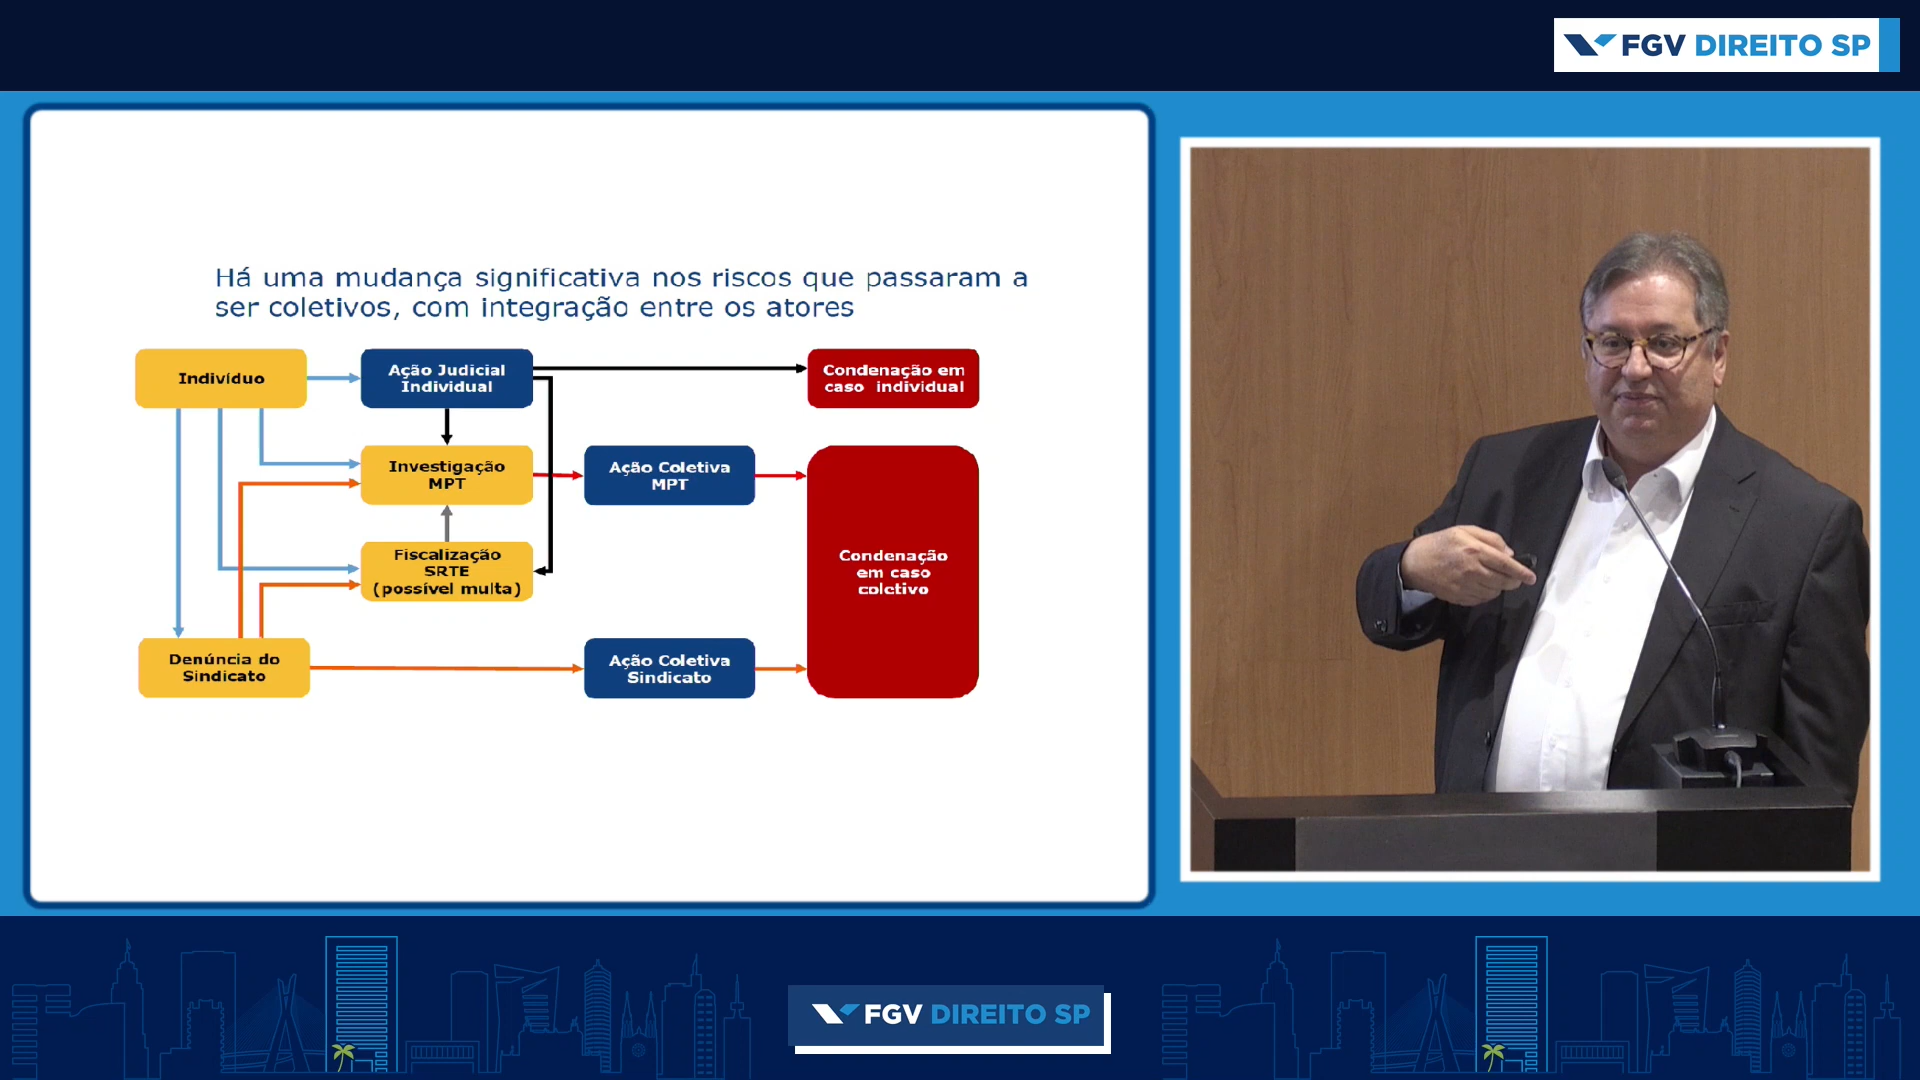 FGV DIREITO SP
Há uma mudança significativa nos riscos que passaram a
ser coletivos, com integração entre os atores
Indivíduo
Ação Judicial
Individual
Condenação em
caso individual
Investigação
MPT
Ação Coletiva
MPT
Fiscalização
SRTE
(possível multa)
Condenação
em caso
coletivo
Denúncia do
Sindicato
Ação Coletiva
Sindicato
FGV DIREITO SP